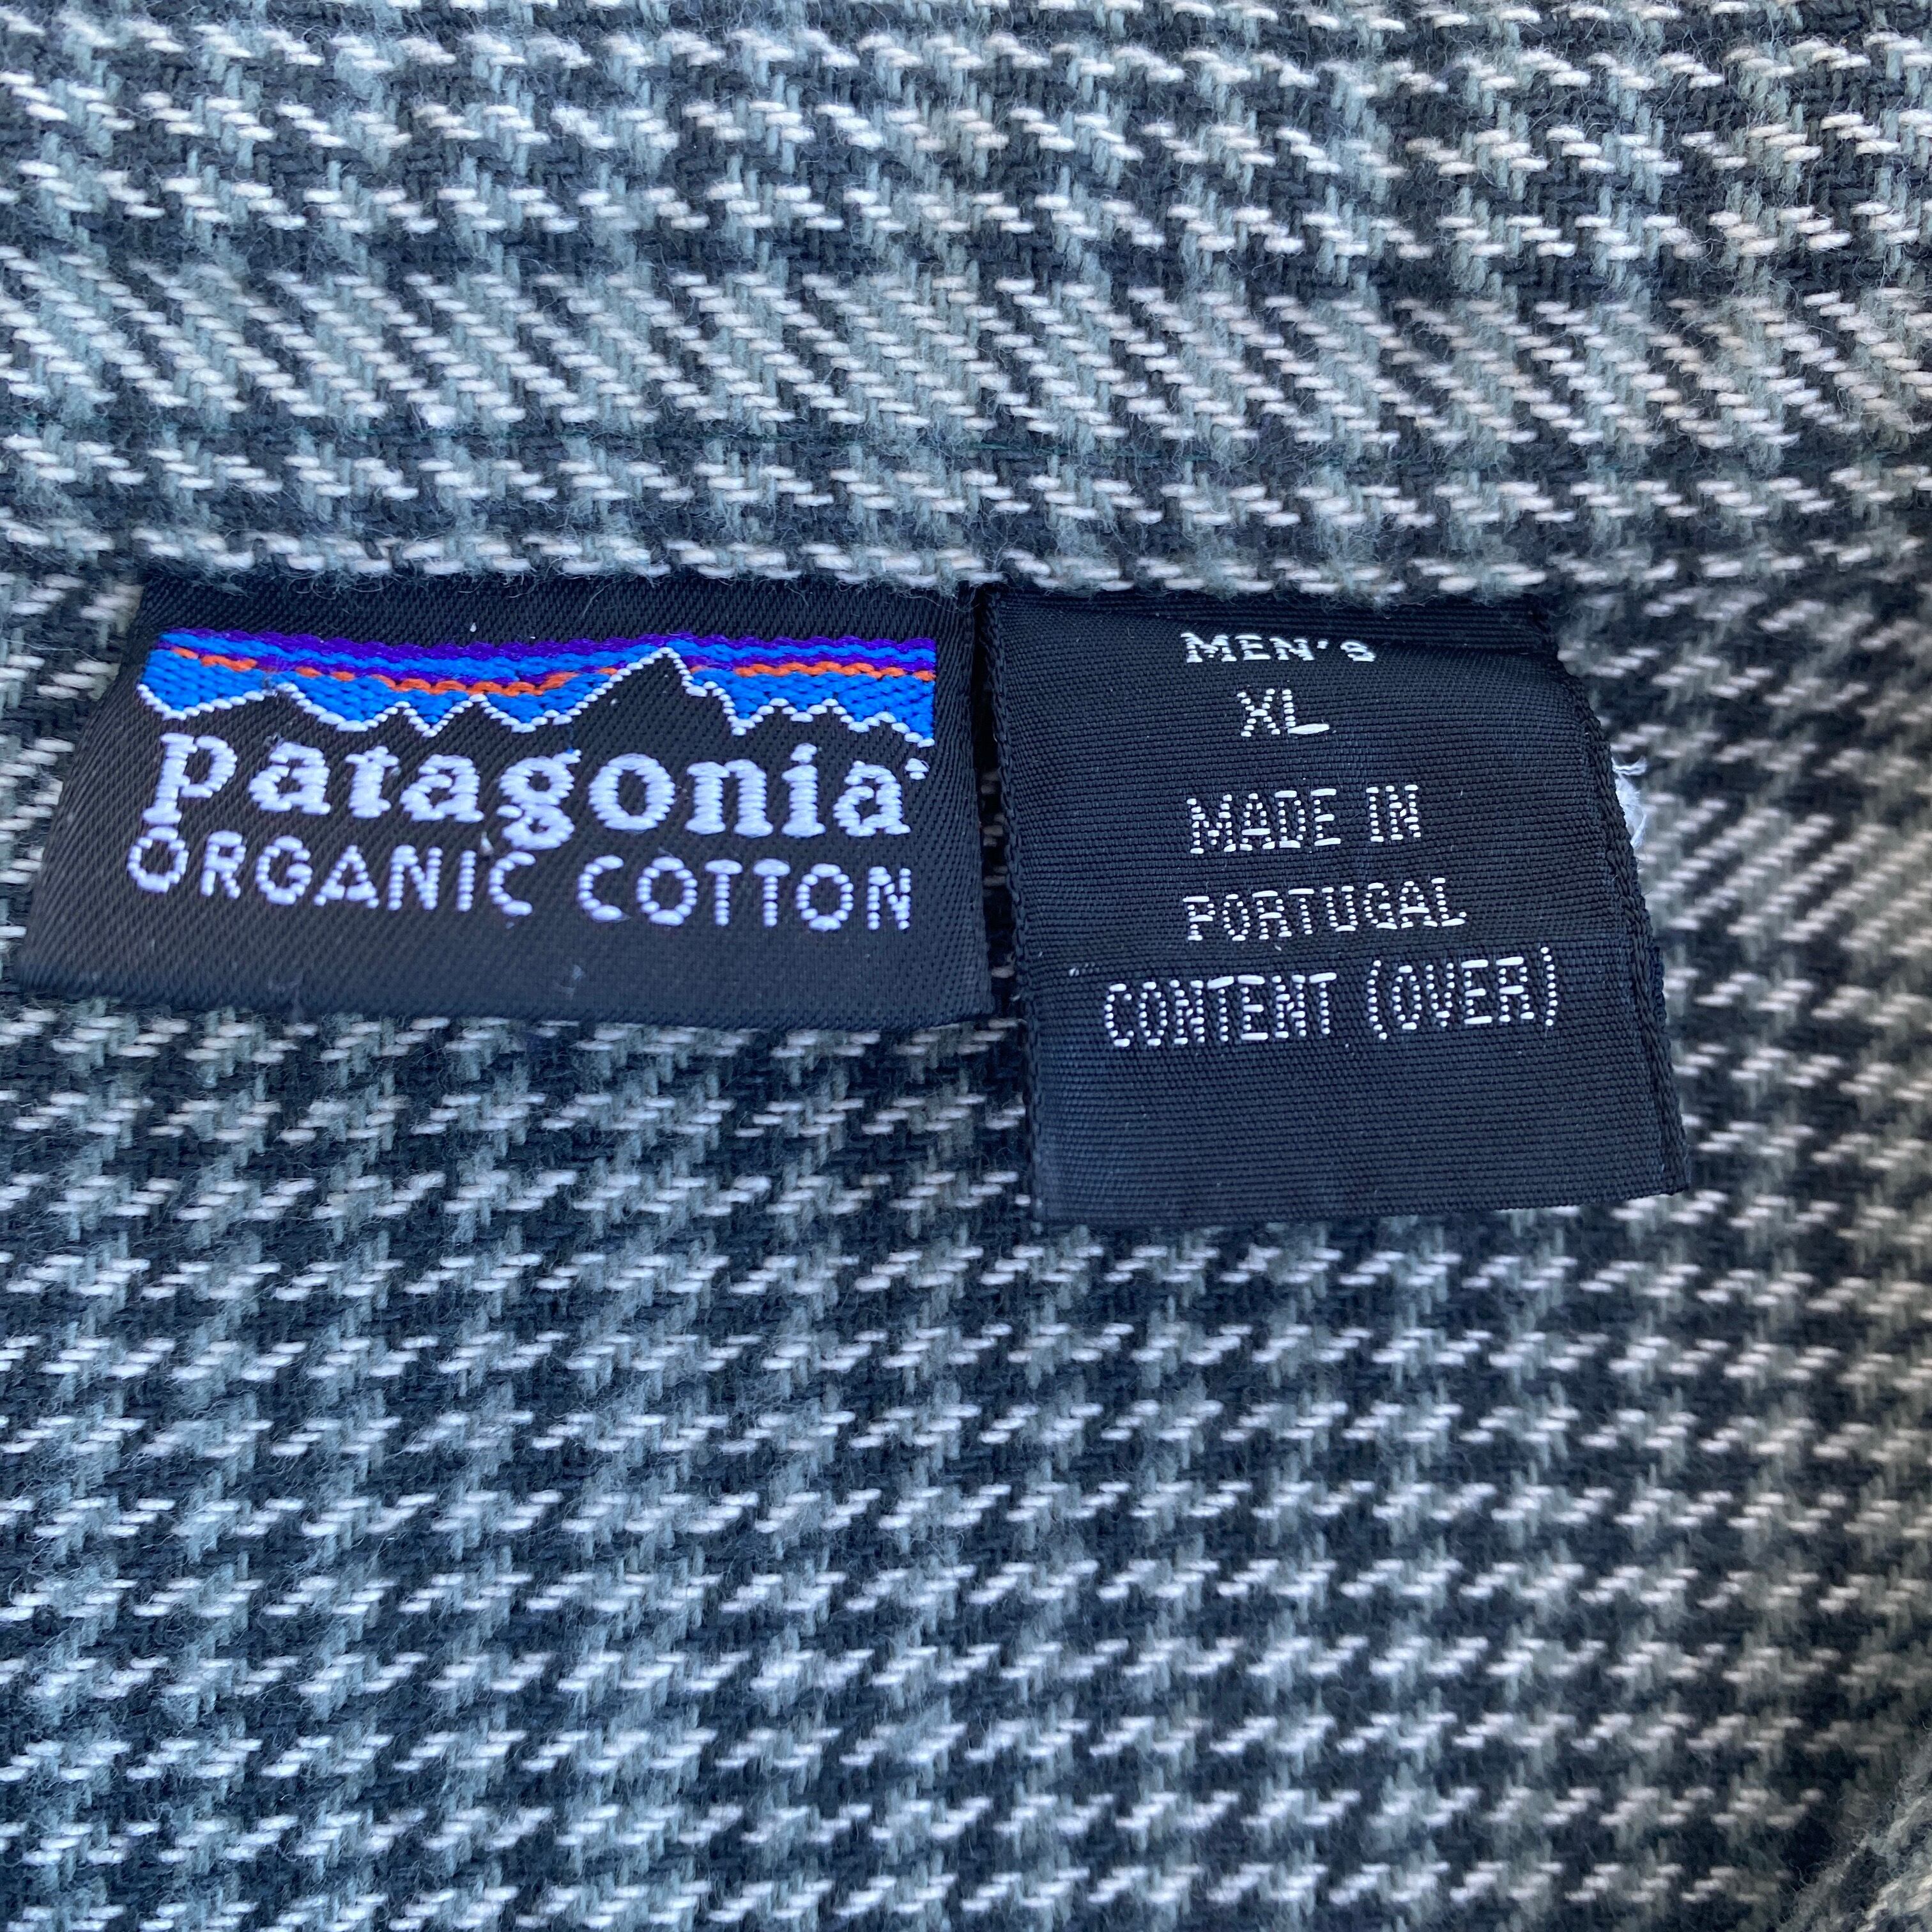 patagonia®
ORGANIC COTTON
MEN'S
XL
MADE IN
PORTUGAL
CONTENT (OVER)